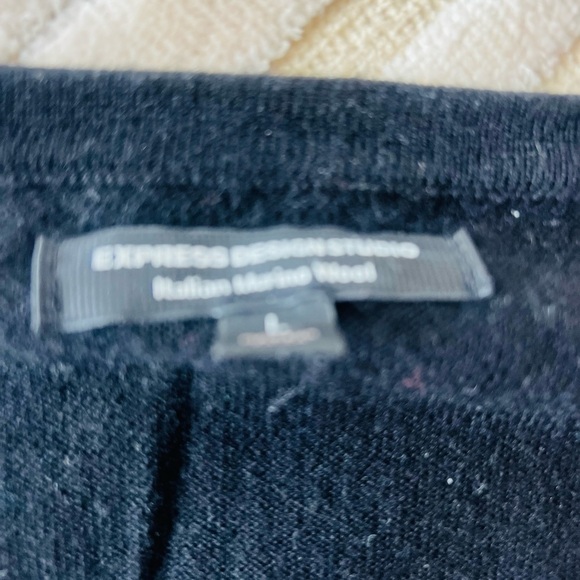 EXPRESS DESIGN STUDIO
Italian Merino Wool
L